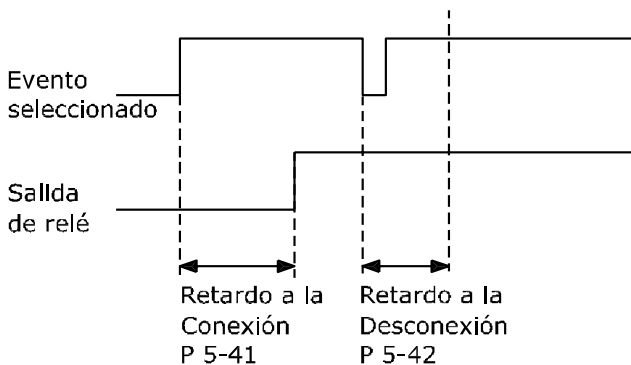 Evento
seleccionado
Salida
de relé
Retardo a la
Conexión
P 5-41
Retardo a la
Desconexión
P 5-42